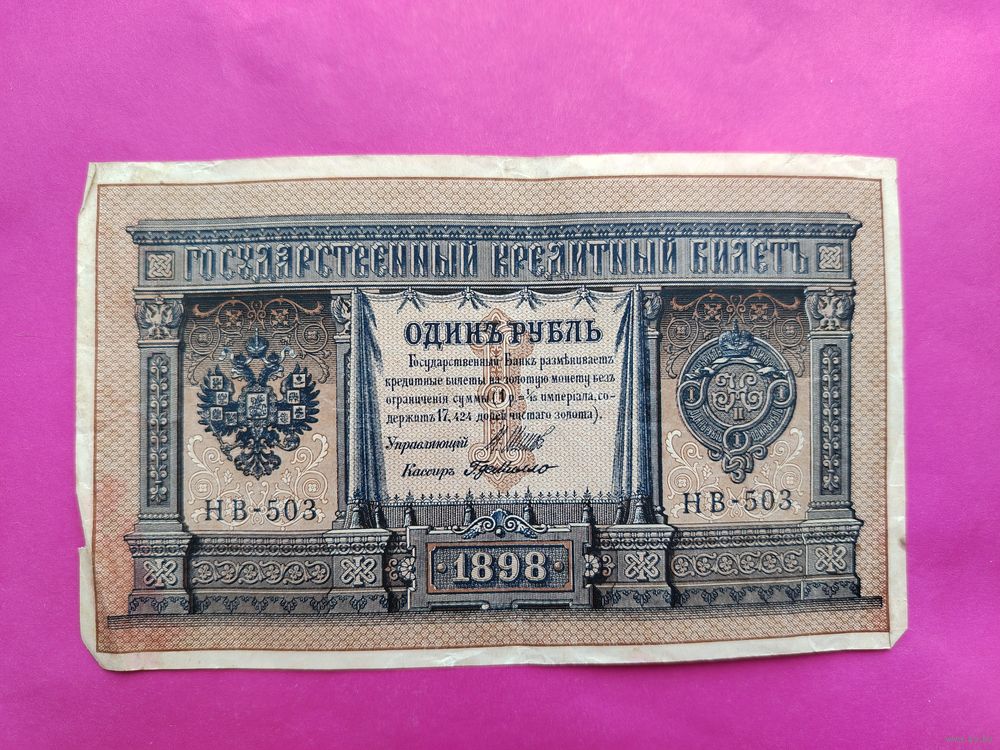 ГОСУДАРСТВЕННЫЙ КРЕДИТНЫЙ БИЛЕТЪ
ОДИНЪ РУБЛЬ
Государственный Банкъ размѣниваетъ
кредитные билеты на золотую монету безъ
ограниченія суммы (1 р. = 1/15 имперіала, со-
держитъ 17,424 долей чистаго золота).
Управляющій
Кассиръ
I I
II
I
НВ-503 НВ-503
1898